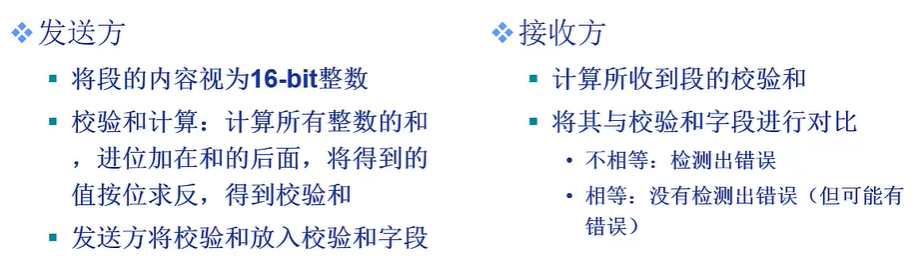 发送方
将段的内容视为16-bit整数
校验和计算：计算所有整数的和
，进位加在和的后面，将得到的
值按位求反，得到校验和
发送方将校验和放入校验和字段
接收方
计算所收到段的校验和
将其与校验和字段进行对比
不相等：检测出错误
相等：没有检测出错误（但可能有
错误）